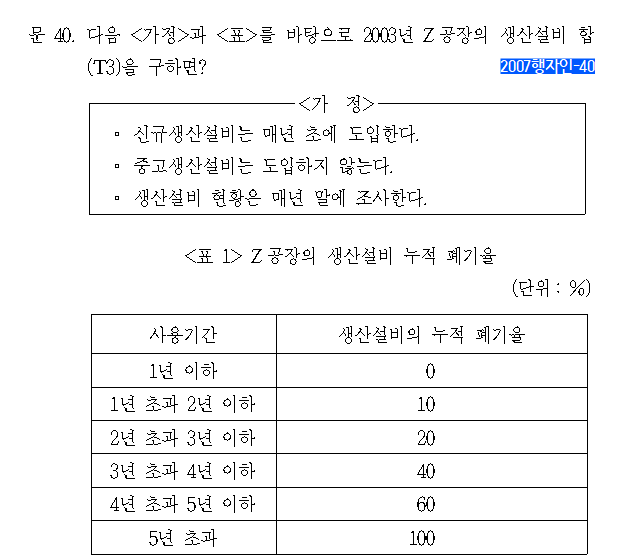 문 40. 다음 <가정>과 <표>를 바탕으로 2003년 Z공장의 생산설비 합
(T3)을 구하면?
2007행자인-40
<가 정>
▫ 신규생산설비는 매년 초에 도입한다.
▫ 중고생산설비는 도입하지 않는다.
▫ 생산설비 현황은 매년 말에 조사한다.
<표 1> Z공장의 생산설비 누적 폐기율
(단위 : %)
사용기간 생산설비의 누적 폐기율
1년 이하 0
1년 초과 2년 이하 10
2년 초과 3년 이하 20
3년 초과 4년 이하 40
4년 초과 5년 이하 60
5년 초과 100